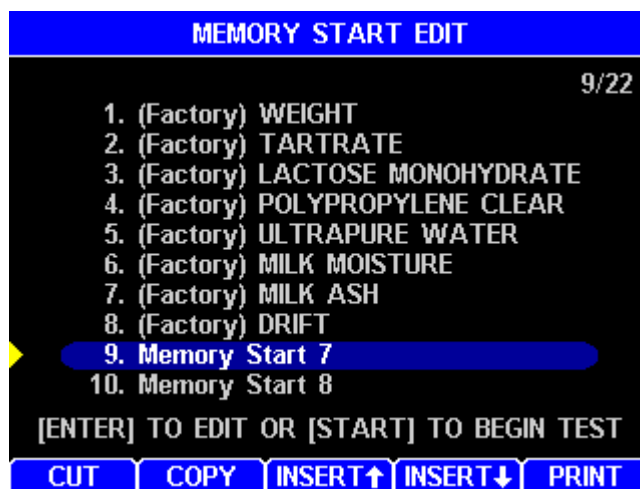 MEMORY START EDIT
9/22
1. (Factory) WEIGHT
2. (Factory) TARTRATE
3. (Factory) LACTOSE MONOHYDRATE
4. (Factory) POLYPROPYLENE CLEAR
5. (Factory) ULTRAPURE WATER
6. (Factory) MILK MOISTURE
7. (Factory) MILK ASH
8. (Factory) DRIFT
9. Memory Start 7
10. Memory Start 8
[ENTER] TO EDIT OR [START] TO BEGIN TEST
CUT COPY INSERT↑ INSERT↓ PRINT